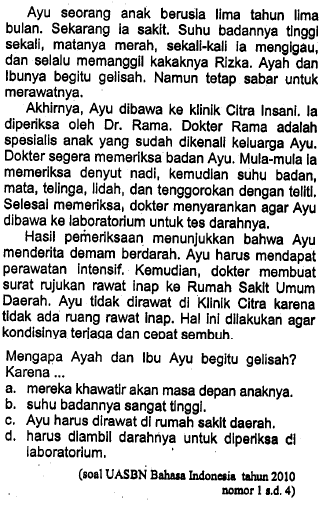 Ayu seorang anak berusia lima tahun lima
bulan. Sekarang ia sakit. Suhu badannya tinggi
sekali, matanya merah, sekali-kali ia mengigau,
dan selalu memanggil kakaknya Rizka. Ayah dan
Ibunya begitu gelisah. Namun tetap sabar untuk
merawatnya.
Akhirnya, Ayu dibawa ke klinik Citra Insani. Ia
diperiksa oleh Dr. Rama. Dokter Rama adalah
spesialis anak yang sudah dikenali keluarga Ayu.
Dokter segera memeriksa badan Ayu. Mula-mula ia
memeriksa denyut nadi, kemudian suhu badan,
mata, telinga, lidah, dan tenggorokan dengan teliti.
Selesai memeriksa, dokter menyarankan agar Ayu
dibawa ke laboratorium untuk tes darahnya.
Hasil pemeriksaan menunjukkan bahwa Ayu
menderita demam berdarah. Ayu harus mendapat
perawatan intensif. Kemudian, dokter membuat
surat rujukan rawat inap ke Rumah Sakit Umum
Daerah. Ayu tidak dirawat di Klinik Citra karena
tidak ada ruang rawat inap. Hal ini dilakukan agar
kondisinya terjaga dan cepat sembuh.
Mengapa Ayah dan Ibu Ayu begitu gelisah?
Karena ...
a. mereka khawatir akan masa depan anaknya.
b. suhu badannya sangat tinggi.
c. Ayu harus dirawat di rumah sakit daerah.
d. harus diambil darahnya untuk diperiksa di
laboratorium.
(soal UASBN Bahasa Indonesia tahun 2010
nomor 1 s.d. 4)